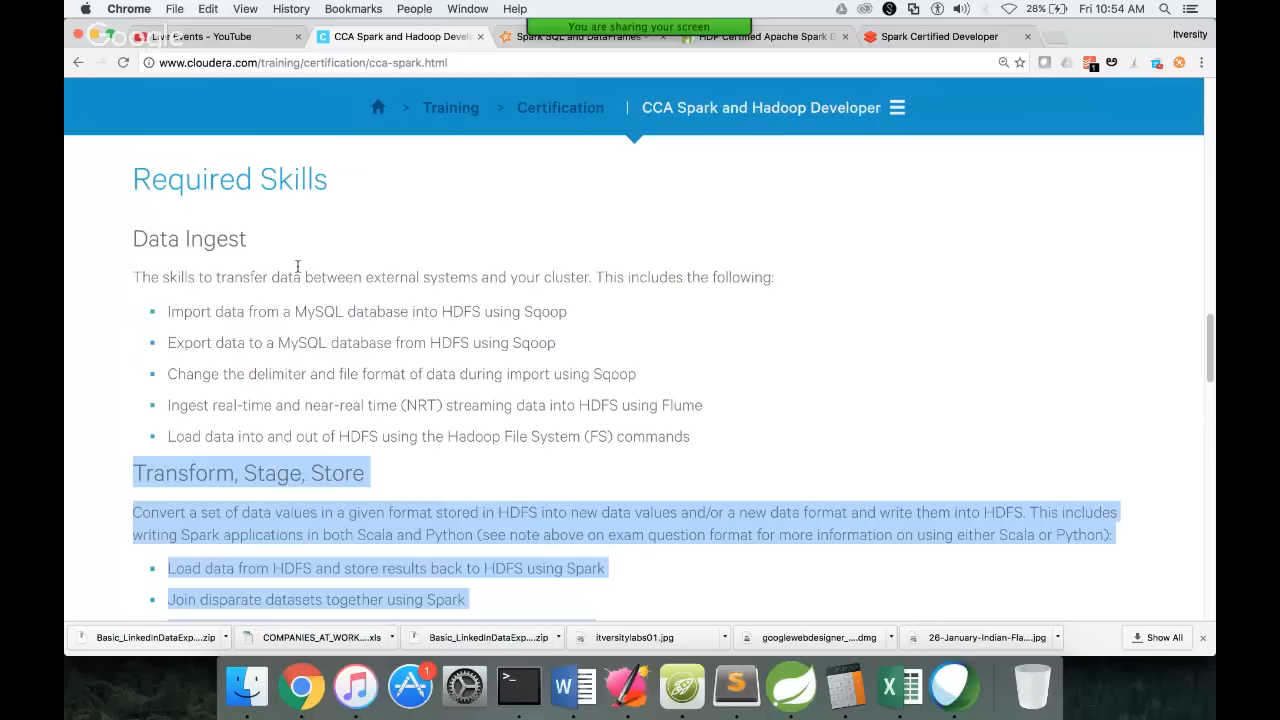 Chrome File Edit View History Bookmarks People Window Help 28% Fri 10:54 AM
You are sharing your screen
Google
Live Events - YouTube CCA Spark and Hadoop Devel Spark SQL and DataFrames - HDP Certified Apache Spark D Spark Certified Developer Itversity
www.cloudera.com/training/certification/cca-spark.html 1
> Training > Certification | CCA Spark and Hadoop Developer
Required Skills
Data Ingest
The skills to transfer data between external systems and your cluster. This includes the following:
Import data from a MySQL database into HDFS using Sqoop
Export data to a MySQL database from HDFS using Sqoop
Change the delimiter and file format of data during import using Sqoop
Ingest real-time and near-real time (NRT) streaming data into HDFS using Flume
Load data into and out of HDFS using the Hadoop File System (FS) commands
Transform, Stage, Store
Convert a set of data values in a given format stored in HDFS into new data values and/or a new data format and write them into HDFS. This includes
writing Spark applications in both Scala and Python (see note above on exam question format for more information on using either Scala or Python):
Load data from HDFS and store results back to HDFS using Spark
Join disparate datasets together using Spark
Basic_LinkedInDataExp...zip COMPANIES_AT_WORK....xls Basic_LinkedInDataExp...zip itversitylabs01.jpg googlewebdesigner_....dmg 26-January-Indian-Fla....jpg Show All
1